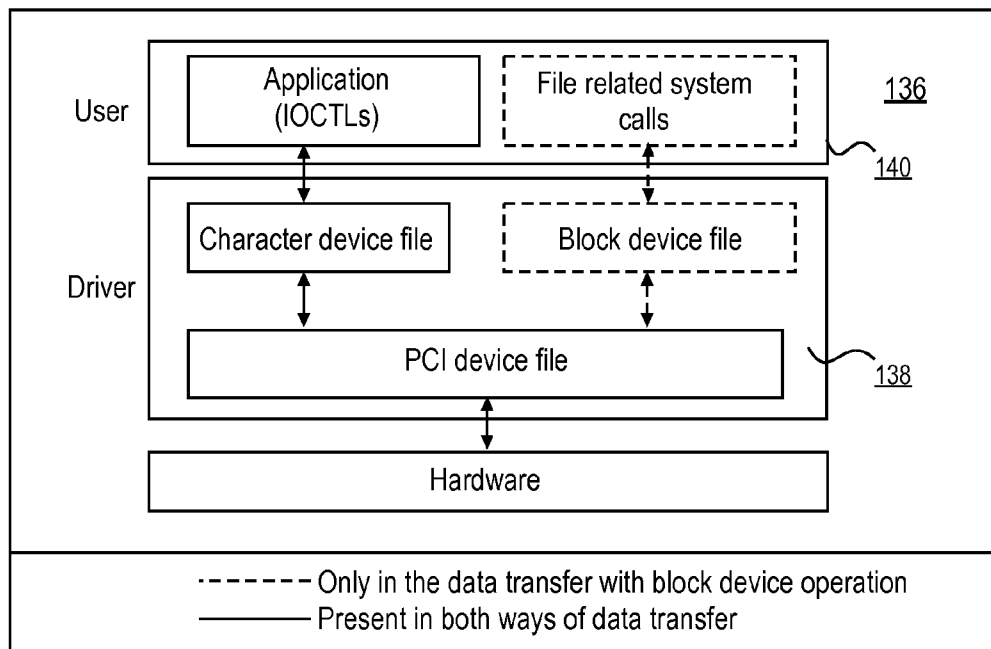 User
Application
(IOCTLs)
File related system
calls
136
140
Driver
Character device file
Block device file
PCI device file
138
Hardware
Only in the data transfer with block device operation
Present in both ways of data transfer